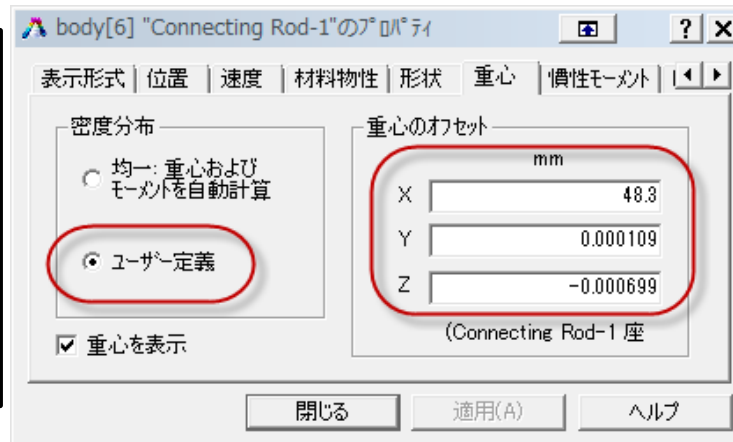 body[6] "Connecting Rod-1"のﾌﾟﾛﾊﾟﾃｨ
表示形式 位置 速度 材料物性 形状 重心 慣性ﾓｰﾒﾝﾄ
密度分布
均一: 重心および
ﾓｰﾒﾝﾄを自動計算
ﾕｰｻﾞｰ定義
重心を表示
重心のｵﾌｾｯﾄ
mm
X 48.3
Y 0.000109
Z -0.000699
(Connecting Rod-1 座
閉じる 適用(A) ヘルプ